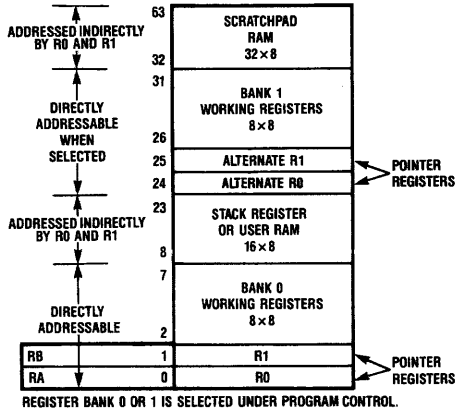 63
SCRATCHPAD
RAM
32×8
ADDRESSED INDIRECTLY
BY R0 AND R1
32
31
BANK 1
WORKING REGISTERS
8×8
DIRECTLY
ADDRESSABLE
WHEN
SELECTED
26
25 ALTERNATE R1
24 ALTERNATE R0
POINTER
REGISTERS
23
STACK REGISTER
OR USER RAM
16×8
ADDRESSED INDIRECTLY
BY R0 AND R1
8
7
BANK 0
WORKING REGISTERS
8×8
DIRECTLY
ADDRESSABLE
2
RB 1 R1
RA 0 R0
POINTER
REGISTERS
REGISTER BANK 0 OR 1 IS SELECTED UNDER PROGRAM CONTROL.